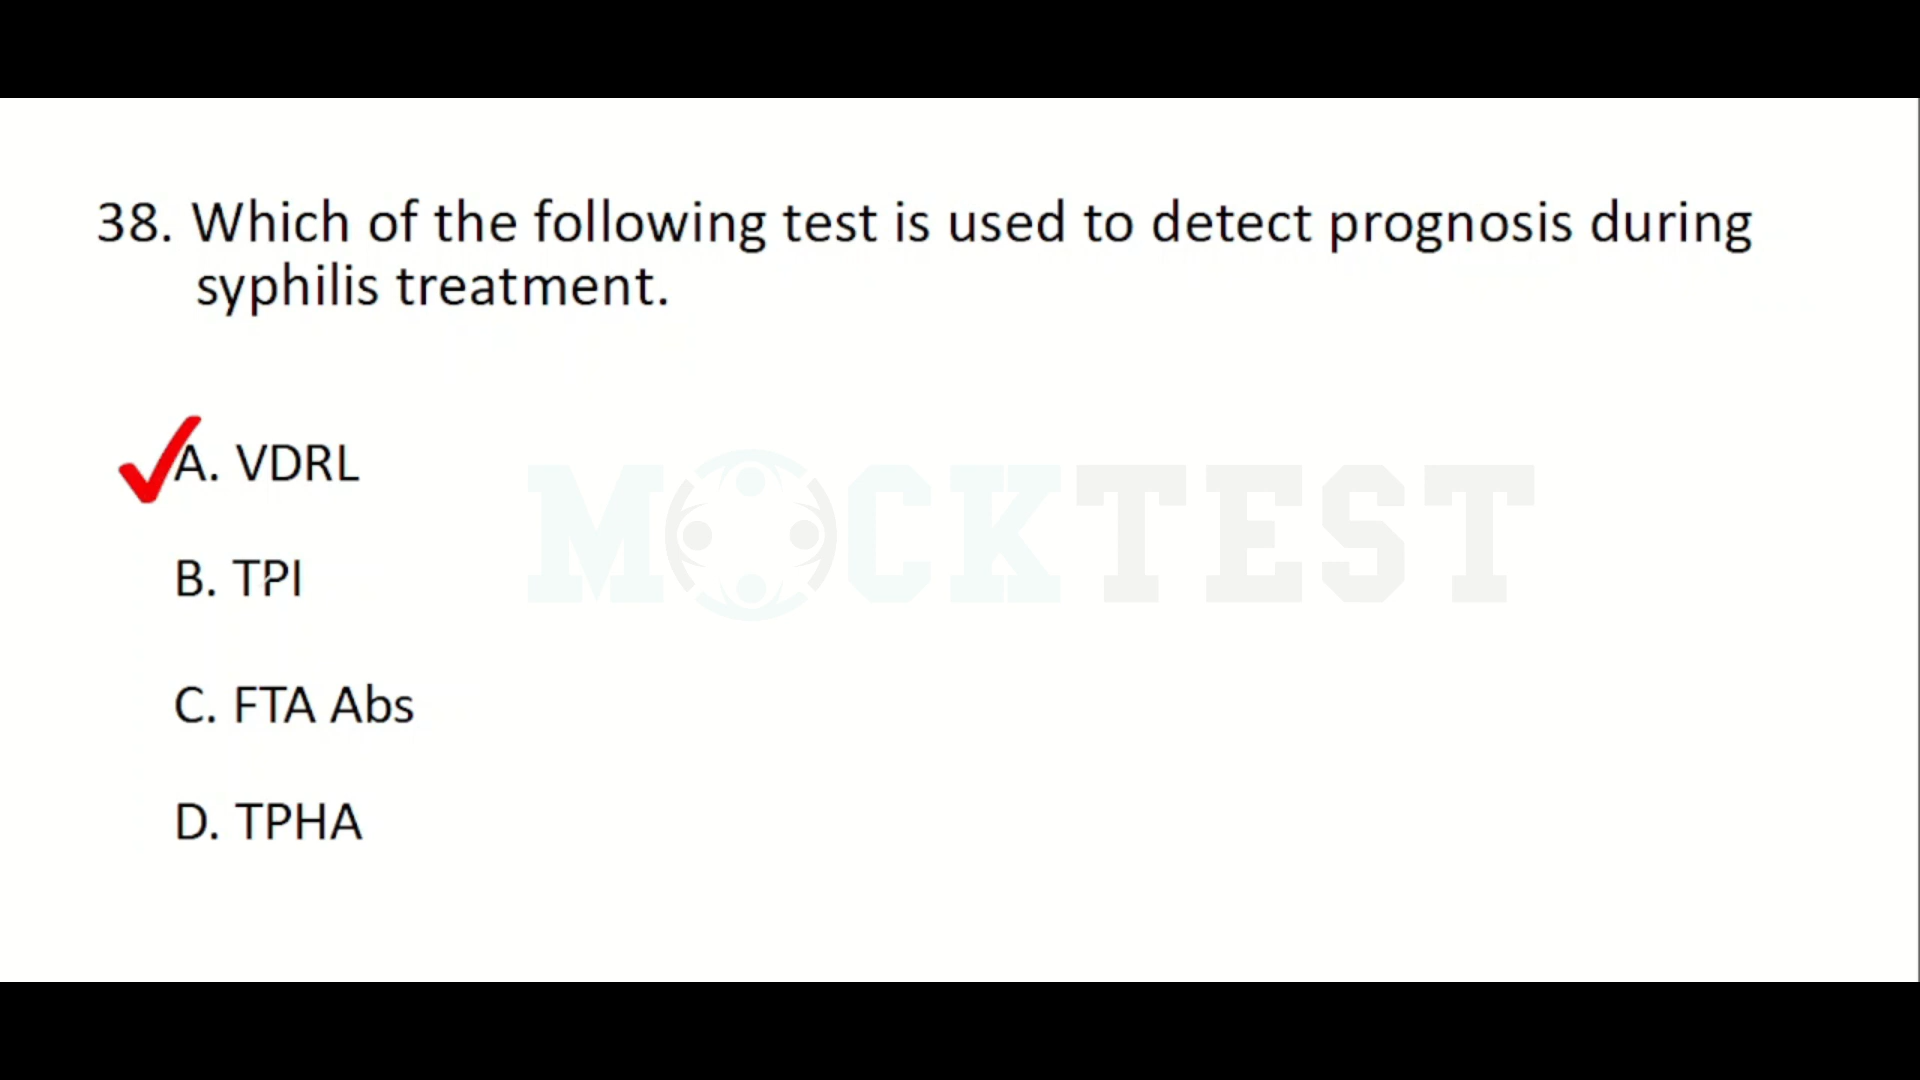 38. Which of the following test is used to detect prognosis during
syphilis treatment.
A. VDRL
MOCKTEST
B. TPI
C. FTA Abs
D. TPHA